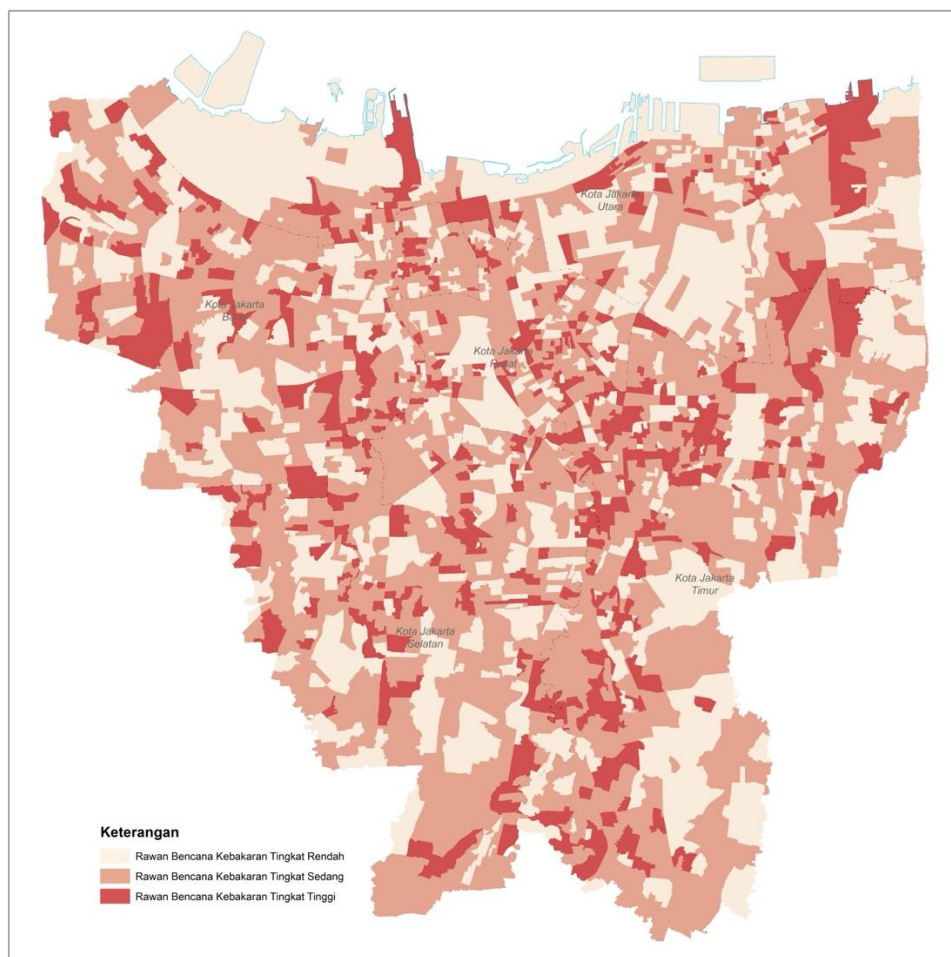 Kota Jakarta
Utara
Kota Jakarta
Barat
Kota Jakarta
Pusat
Kota Jakarta
Timur
Kota Jakarta
Selatan
Keterangan
Rawan Bencana Kebakaran Tingkat Rendah
Rawan Bencana Kebakaran Tingkat Sedang
Rawan Bencana Kebakaran Tingkat Tinggi